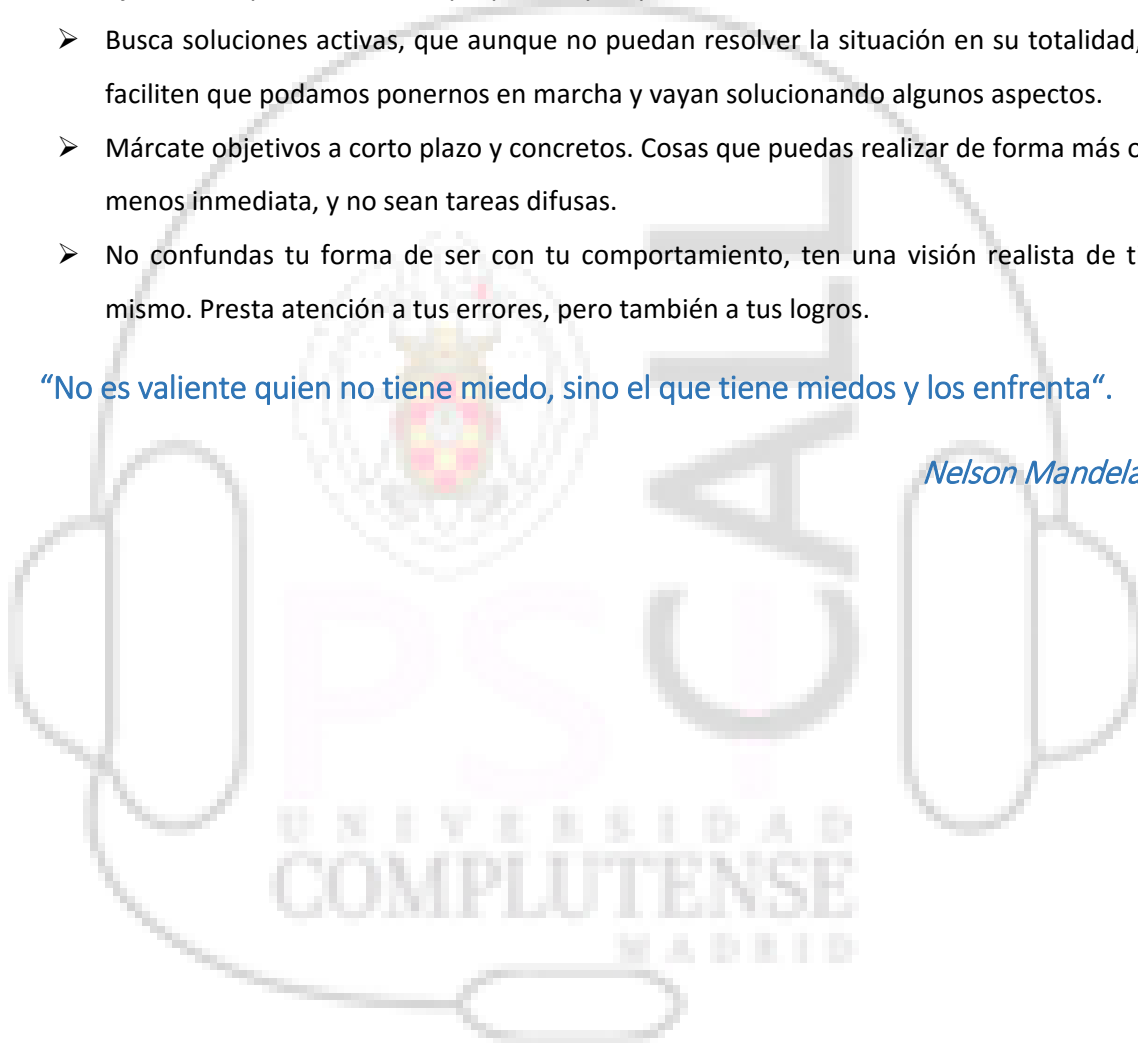 ➢ Busca soluciones activas, que aunque no puedan resolver la situación en su totalidad,
faciliten que podamos ponernos en marcha y vayan solucionando algunos aspectos.
➢ Márcate objetivos a corto plazo y concretos. Cosas que puedas realizar de forma más o
menos inmediata, y no sean tareas difusas.
➢ No confundas tu forma de ser con tu comportamiento, ten una visión realista de t
mismo. Presta atención a tus errores, pero también a tus logros.
“No es valiente quien no tiene miedo, sino el que tiene miedos y los enfrenta“.
Nelson Mandela
PSI
CALL
UNIVERSIDAD
COMPLUTENSE
MADRID